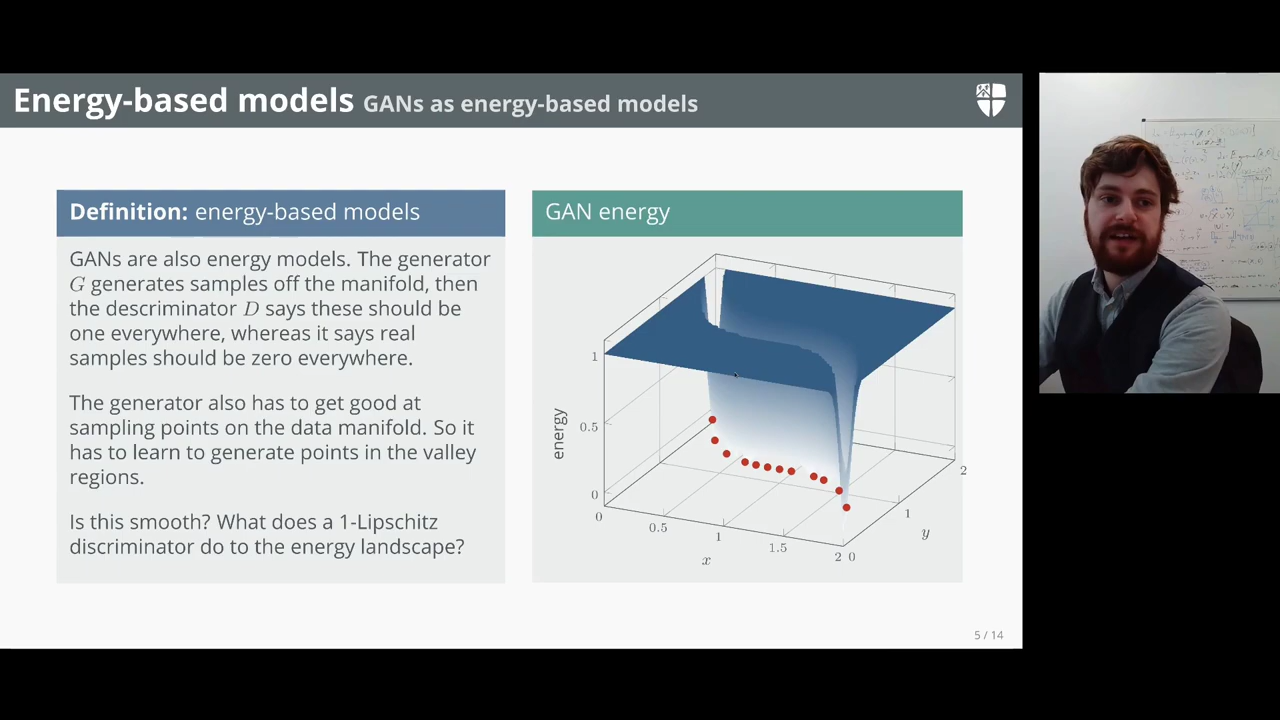 Energy-based models GANs as energy-based models
Definition: energy-based models
GANs are also energy models. The generator
G generates samples off the manifold, then
the descriminator D says these should be
one everywhere, whereas it says real
samples should be zero everywhere.
The generator also has to get good at
sampling points on the data manifold. So it
has to learn to generate points in the valley
regions.
Is this smooth? What does a 1-Lipschitz
discriminator do to the energy landscape?
GAN energy
1
0.5
0
energy
0
0.5
1
1.5
2
x
0
1
2
y
5 / 14